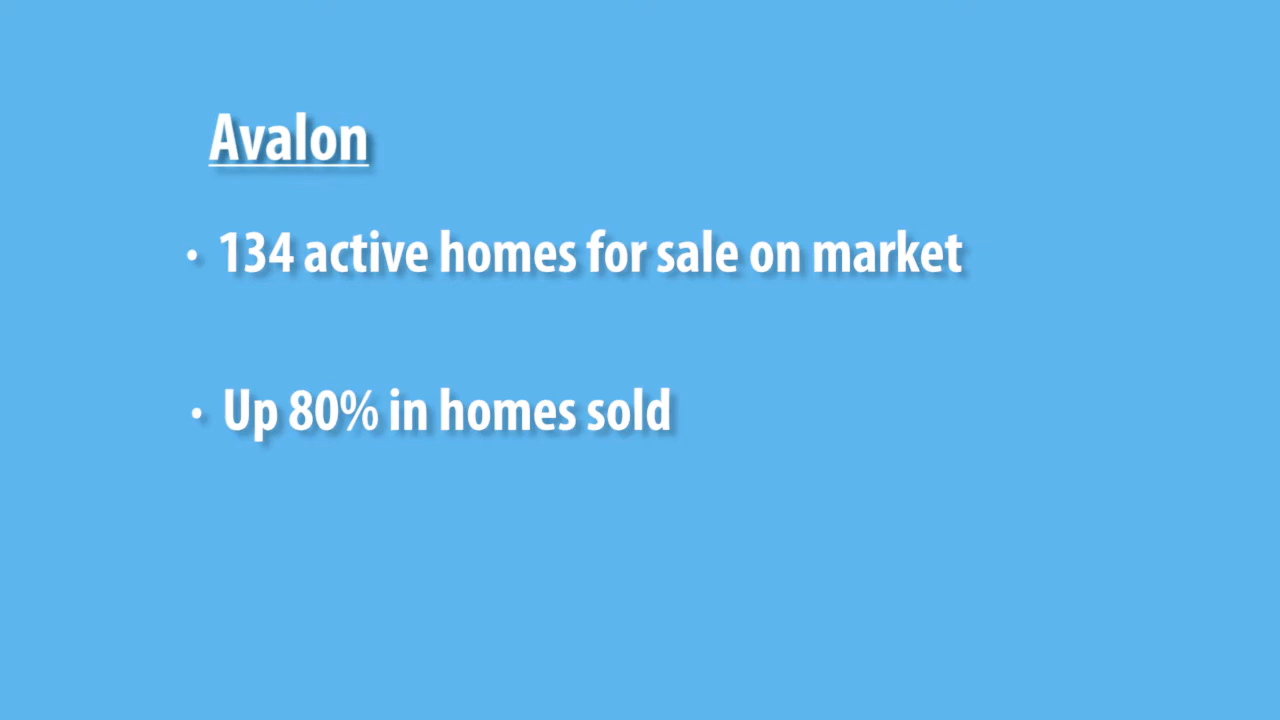 Avalon
• 134 active homes for sale on market
• Up 80% in homes sold